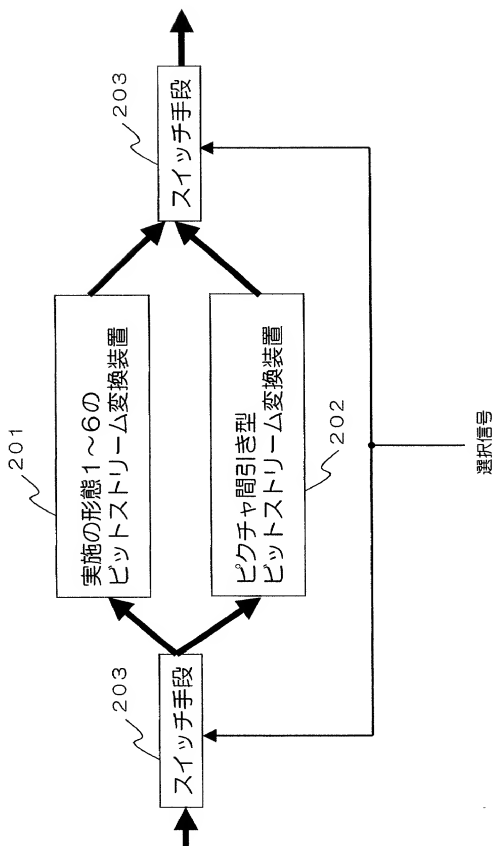 203
スイッチ手段
201
実施の形態1～6の
ビットストリーム変換装置
ピクチャ間引き型
ビットストリーム変換装置
202
203
スイッチ手段
選択信号